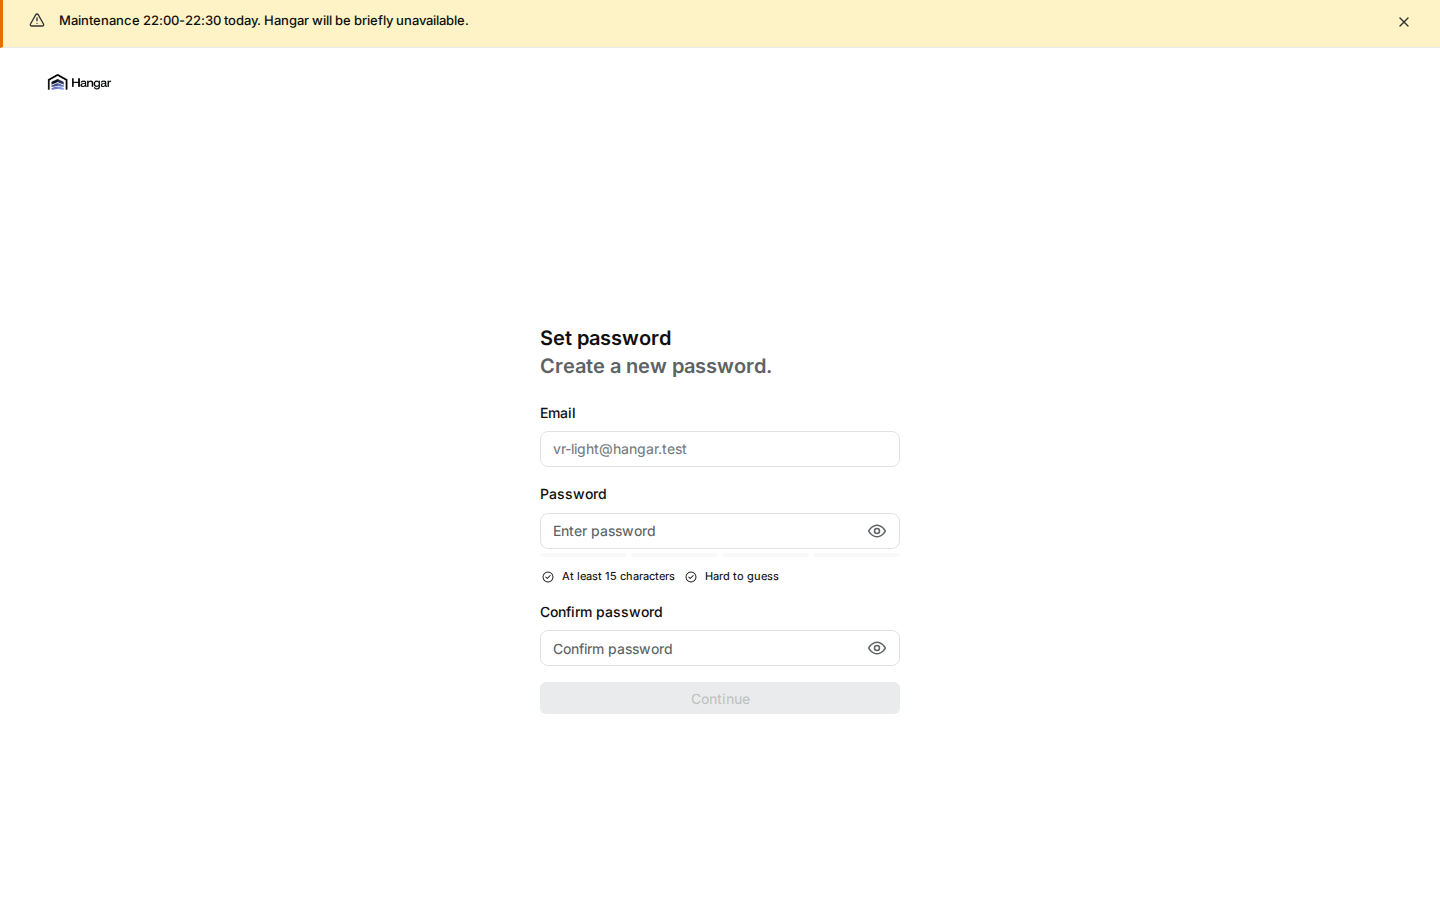 Maintenance 22:00-22:30 today. Hangar will be briefly unavailable.
Hangar
Set password
Create a new password.
Email
vr-light@hangar.test
Password
Enter password
At least 15 characters
Hard to guess
Confirm password
Confirm password
Continue